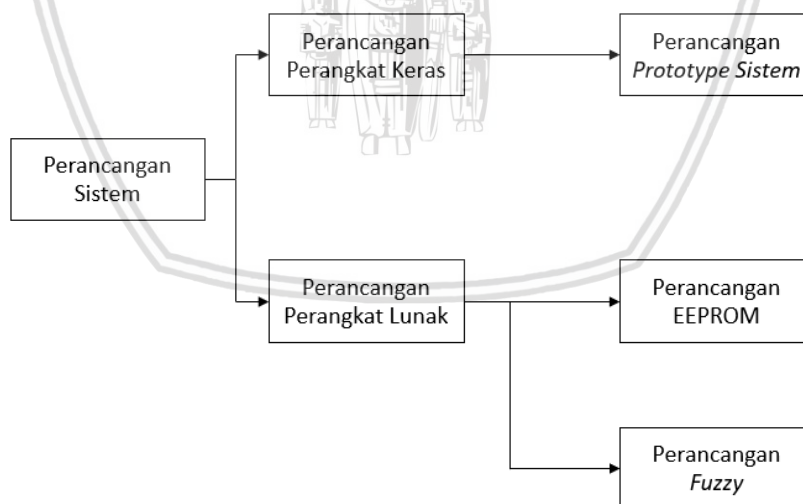 Perancangan
Perangkat Keras
Perancangan
Prototype Sistem
Perancangan
Sistem
Perancangan
Perangkat Lunak
Perancangan
EEPROM
Perancangan
Fuzzy